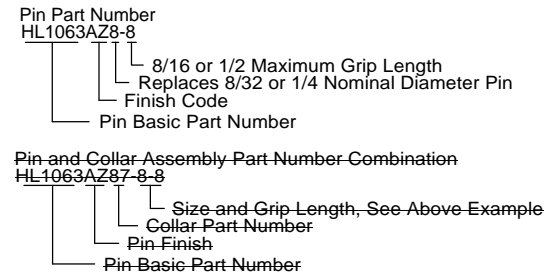 Pin Part Number
HL1063AZ8-8
8/16 or 1/2 Maximum Grip Length
Replaces 8/32 or 1/4 Nominal Diameter Pin
Finish Code
Pin Basic Part Number
Pin and Collar Assembly Part Number Combination
HL1063AZ87-8-8
Size and Grip Length, See Above Example
Collar Part Number
Pin Finish
Pin Basic Part Number